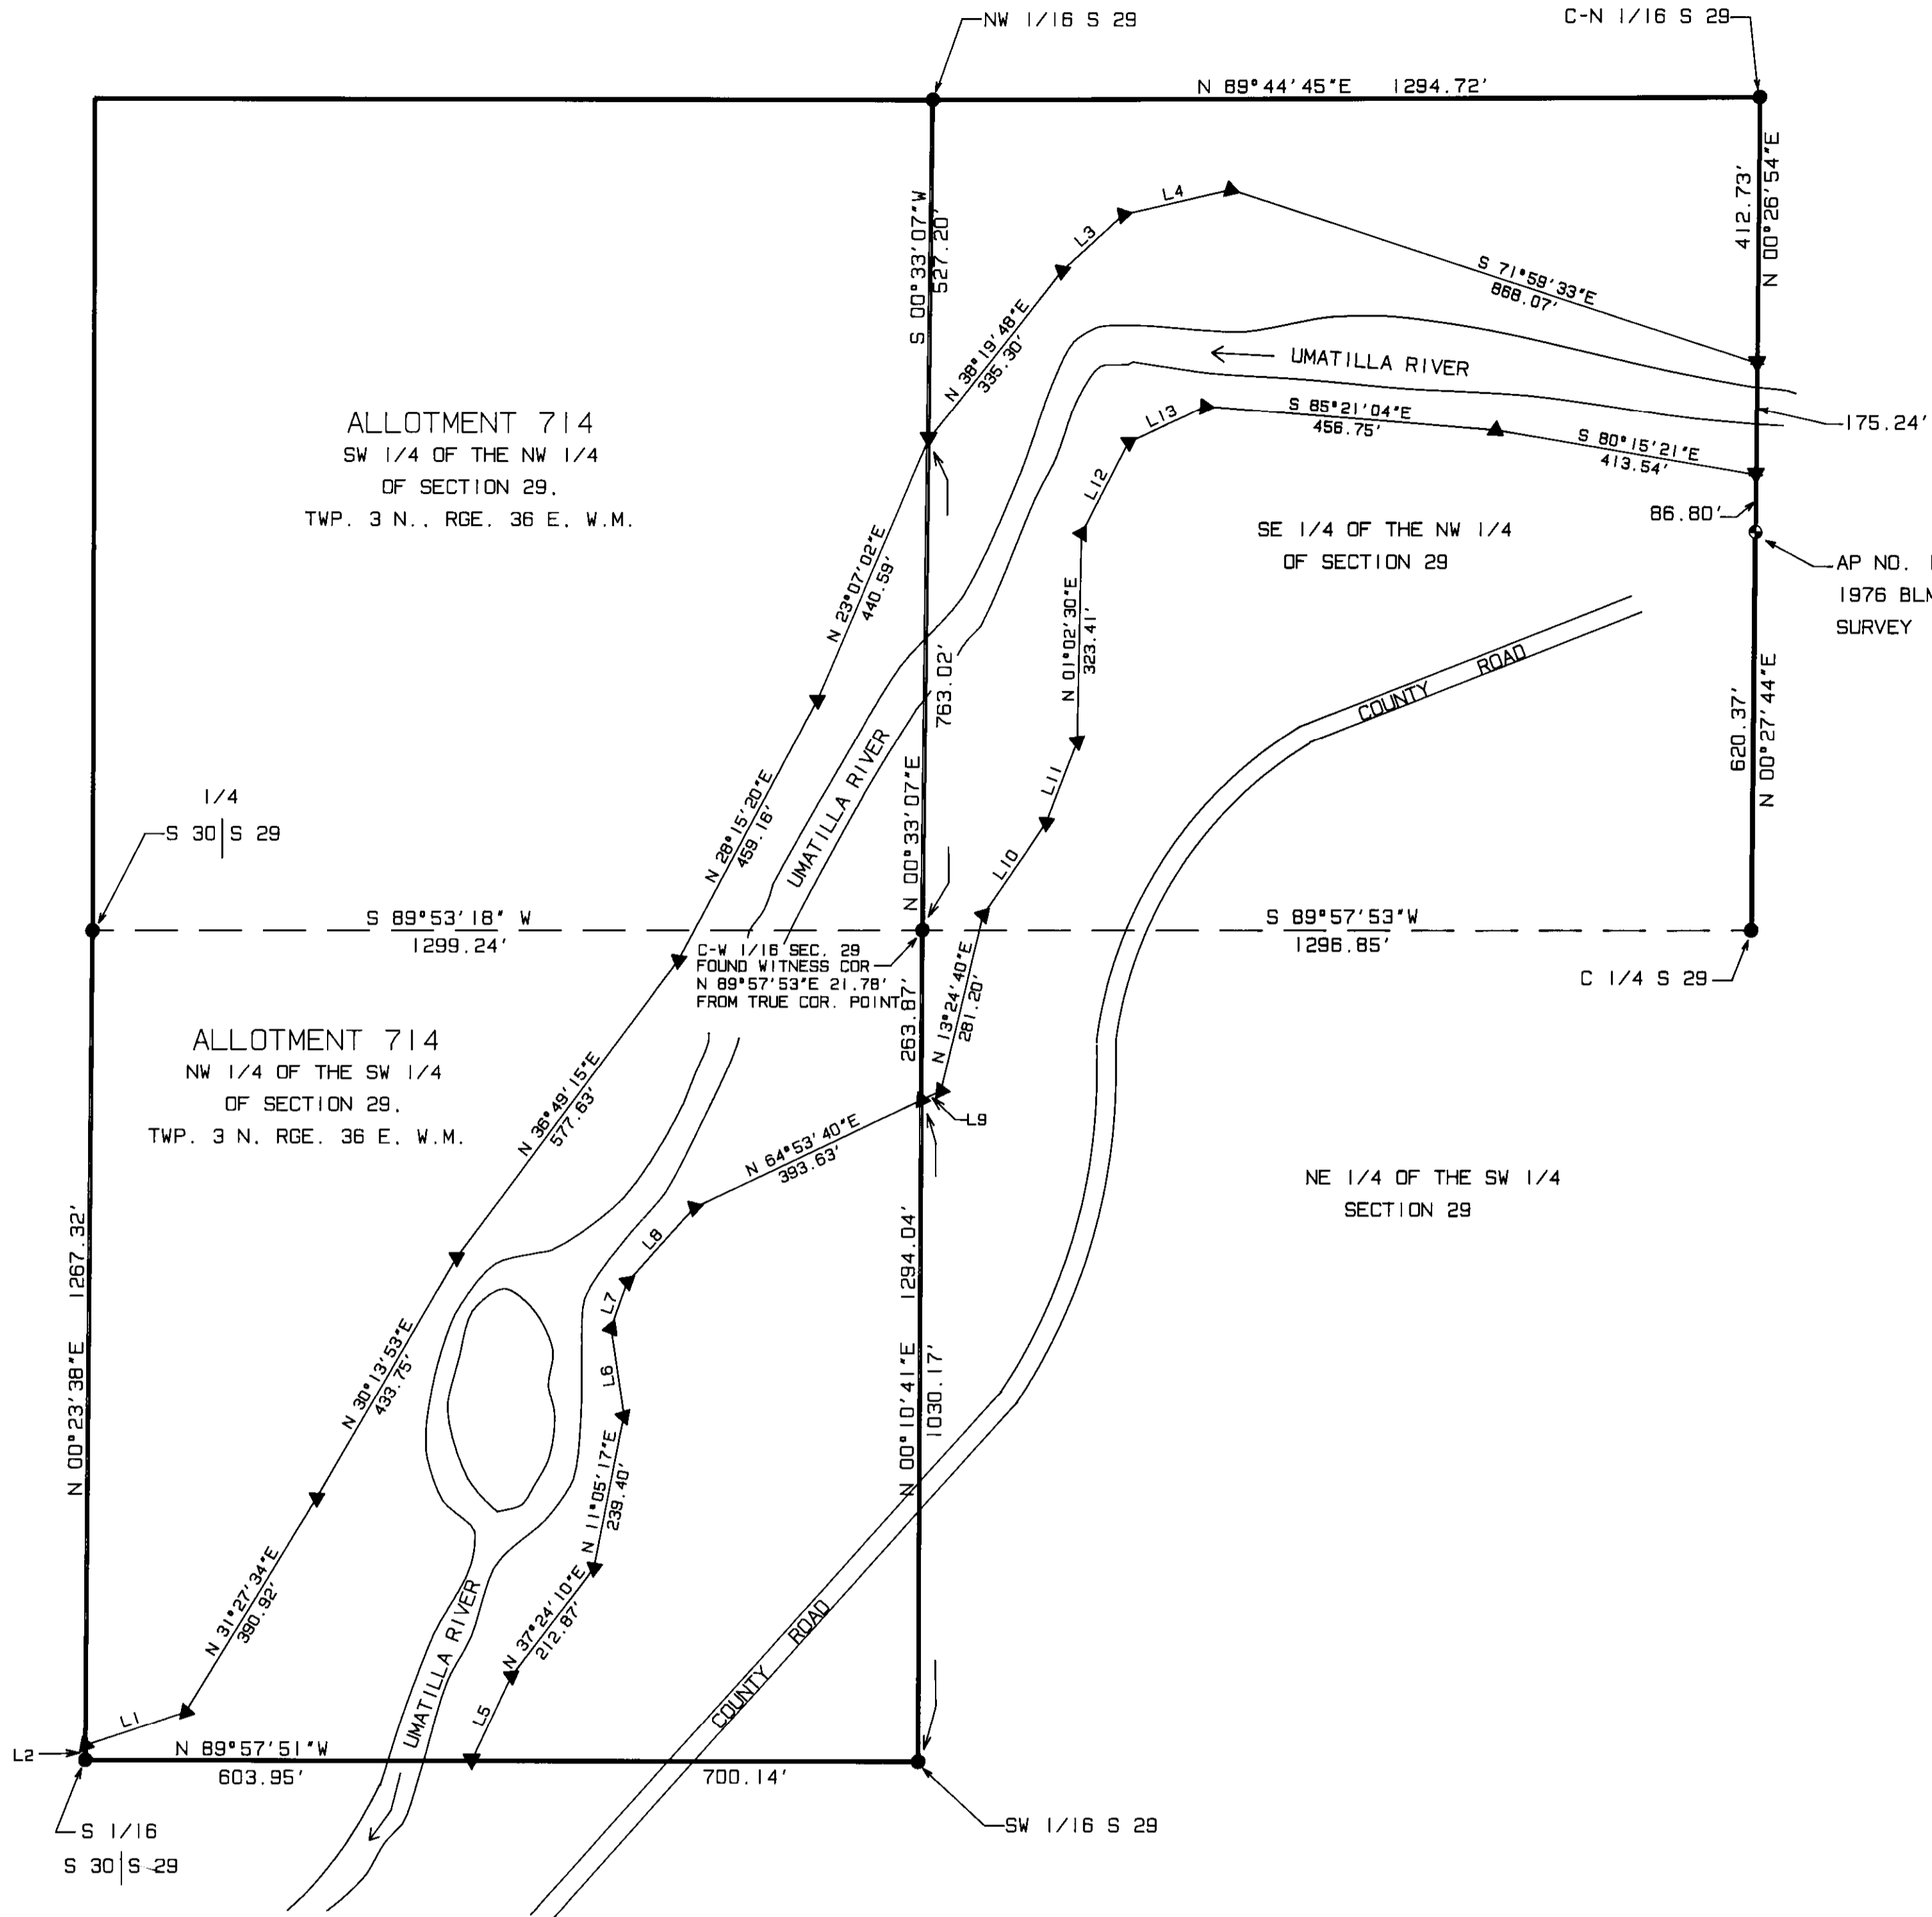 NW 1/16 S 29
C-N 1/16 S 29
N 89°44'45"E 1294.72'
412.73'
N 00°26'54"E
S 00°33'07"W
527.20'
L4
L3
S 71°59'33"E
868.07'
N 38°19'48"E
335.30'
UMATILLA RIVER
175.24'
L13
S 85°21'04"E
456.75'
S 80°15'21"E
413.54'
86.80'
ALLOTMENT 714
SW 1/4 OF THE NW 1/4
OF SECTION 29,
TWP. 3 N., RGE. 36 E, W.M.
L12
SE 1/4 OF THE NW 1/4
OF SECTION 29
AP NO. 1
1976 BLM
SURVEY
N 23°07'02"E
440.59'
N 01°02'30"E
323.41'
763.02'
COUNTY ROAD
620.37'
N 00°27'44"E
UMATILLA RIVER
L11
N 28°15'20"E
459.16'
N 00°33'07"E
L10
1/4
S 30 S 29
S 89°53'18" W
1299.24'
S 89°57'53"W
1296.85'
C-W 1/16 SEC. 29
FOUND WITNESS COR
N 89°57'53"E 21.78'
FROM TRUE COR. POINT
C 1/4 S 29
263.87'
N 13°24'40"E
281.20'
ALLOTMENT 714
NW 1/4 OF THE SW 1/4
OF SECTION 29,
TWP. 3 N, RGE. 36 E, W.M.
N 36°49'15"E
577.63'
L9
N 64°53'40"E
393.63'
NE 1/4 OF THE SW 1/4
SECTION 29
L8
L7
L6
1294.04'
N 00°10'41"E
1030.17'
N 00°23'38"E 1267.32'
N 30°13'53"E
433.75'
N 11°05'17"E
239.40'
N 31°27'34"E
390.92'
N 37°24'10"E
212.87'
UMATILLA RIVER
COUNTY ROAD
L5
L1
L2
N 89°57'51"W
603.95'
700.14'
S 1/16
S 30 S 29
SW 1/16 S 29